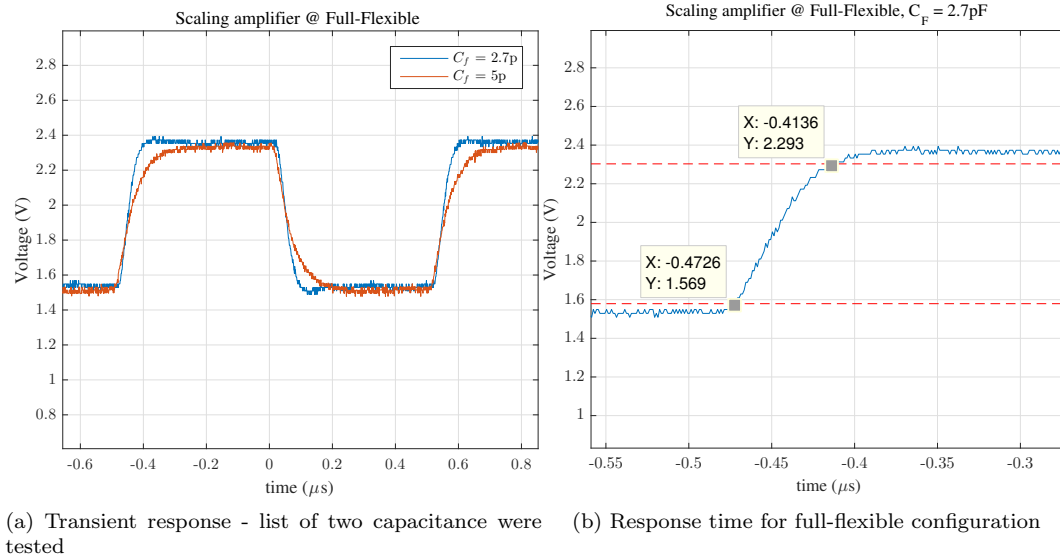 Scaling amplifier @ Full-Flexible
2.8
2.6
2.4
2.2
2
1.8
1.6
1.4
1.2
1
0.8
Voltage (V)
C_f = 2.7p
C_f = 5p
-0.6
-0.4
-0.2
0
0.2
0.4
0.6
0.8
time (μs)
(a) Transient response - list of two capacitance were
tested
Scaling amplifier @ Full-Flexible, C_F = 2.7pF
2.8
2.6
2.4
2.2
2
1.8
1.6
1.4
1.2
1
Voltage (V)
X: -0.4136
Y: 2.293
X: -0.4726
Y: 1.569
-0.55
-0.5
-0.45
-0.4
-0.35
-0.3
time (μs)
(b) Response time for full-flexible configuration